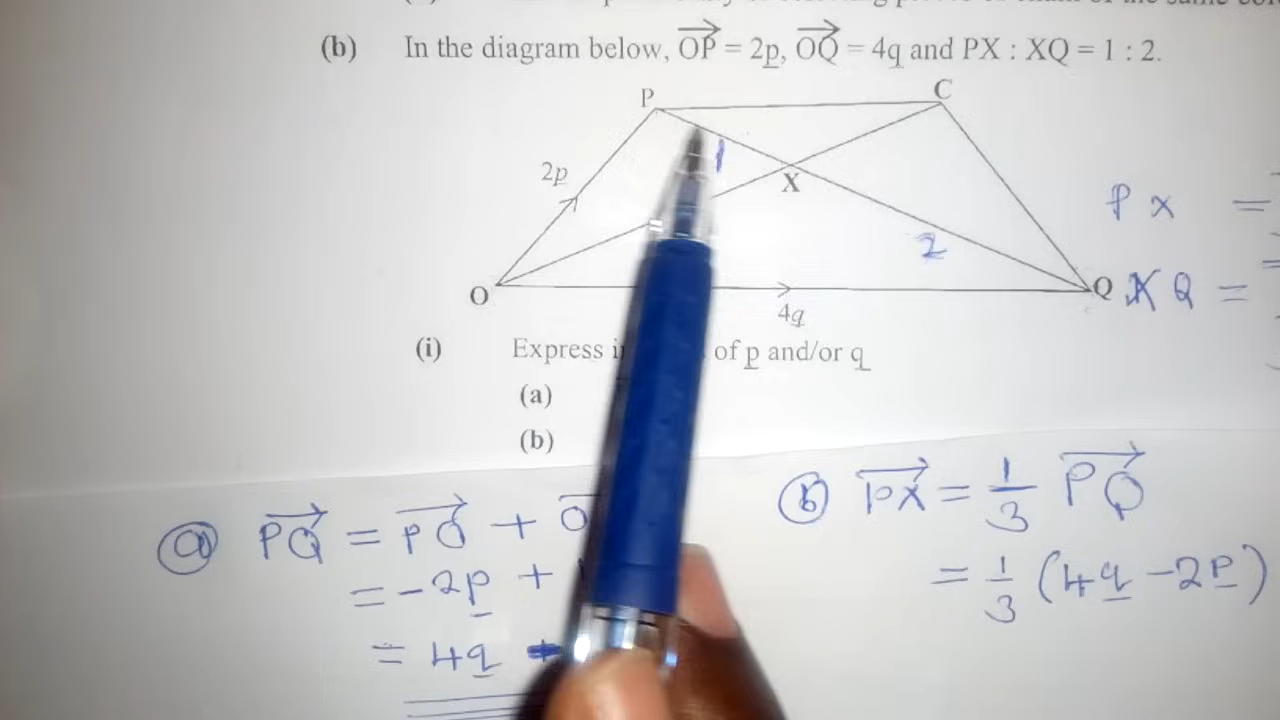 (b) In the diagram below, OP = 2p, OQ = 4q and PX : XQ = 1 : 2.
P C
2p 1
X
2
O Q
4q
PX =
XQ =
(i) Express of p and/or q
(a)
(b)
(a) PQ = PO + O
= -2p +
= 4q
(b) PX = 1/3 PQ
= 1/3 (4q - 2p)